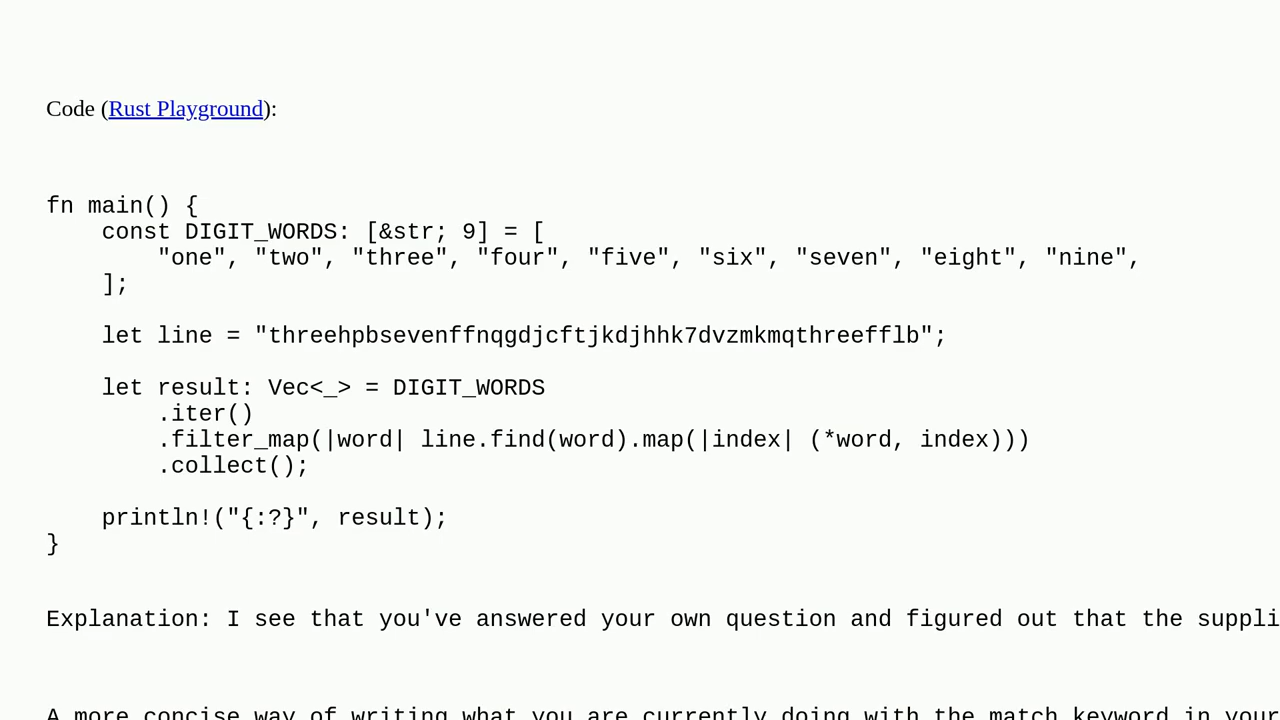 Code (Rust Playground):
fn main() {
    const DIGIT_WORDS: [&str; 9] = [
        "one", "two", "three", "four", "five", "six", "seven", "eight", "nine",
    ];
    let line = "threehpbsevenffnqgdjcftjkdjhhk7dvzmkmqthreefflb";
    let result: Vec<_> = DIGIT_WORDS
        .iter()
        .filter_map(|word| line.find(word).map(|index| (*word, index)))
        .collect();
    println!("{:?}", result);
}
Explanation: I see that you've answered your own question and figured out that the suppli
A more concise way of writing what you are currently doing with the match keyword in your